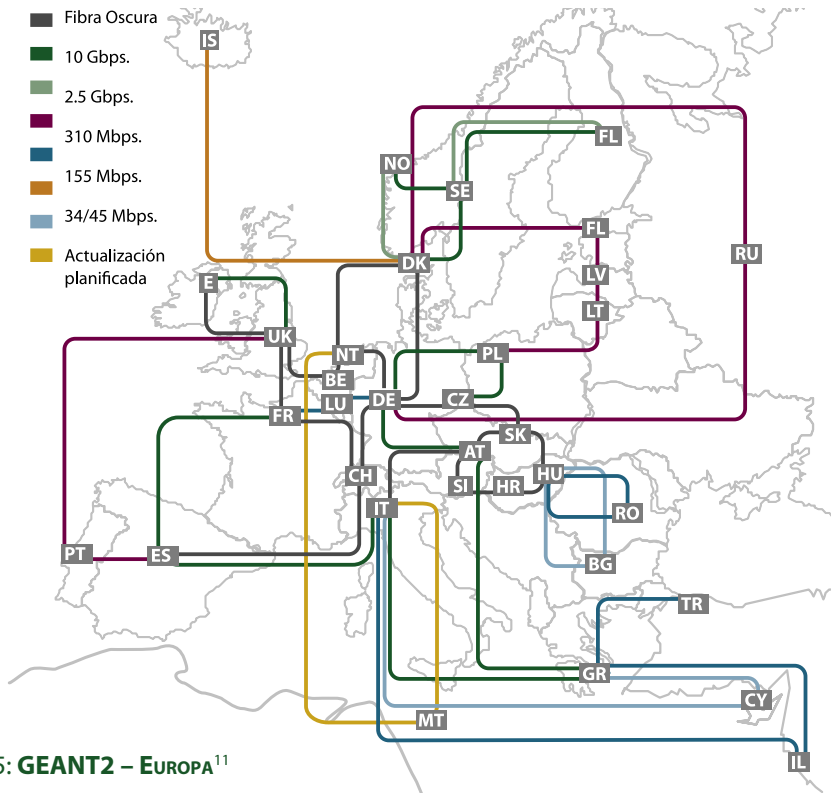 Fibra Oscura
10 Gbps.
2.5 Gbps.
310 Mbps.
155 Mbps.
34/45 Mbps.
Actualización
planificada
IS
NO
FL
SE
DK
FL
RU
E
LV
LT
UK
NT
PL
BE
LU
DE
CZ
FR
SK
AT
CH
HU
SI
HR
IT
RO
PT
ES
BG
TR
GR
CY
MT
IL
5: GEANT2 – EUROPA11